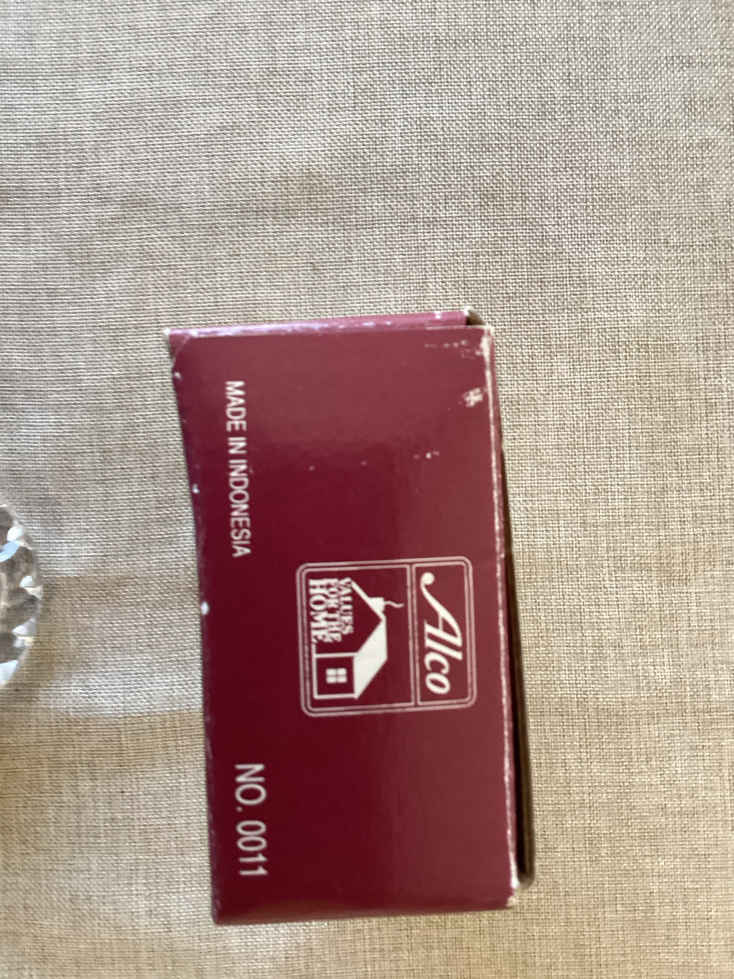 Alco
VALUES
FOR THE
HOME
MADE IN INDONESIA
NO. 0011